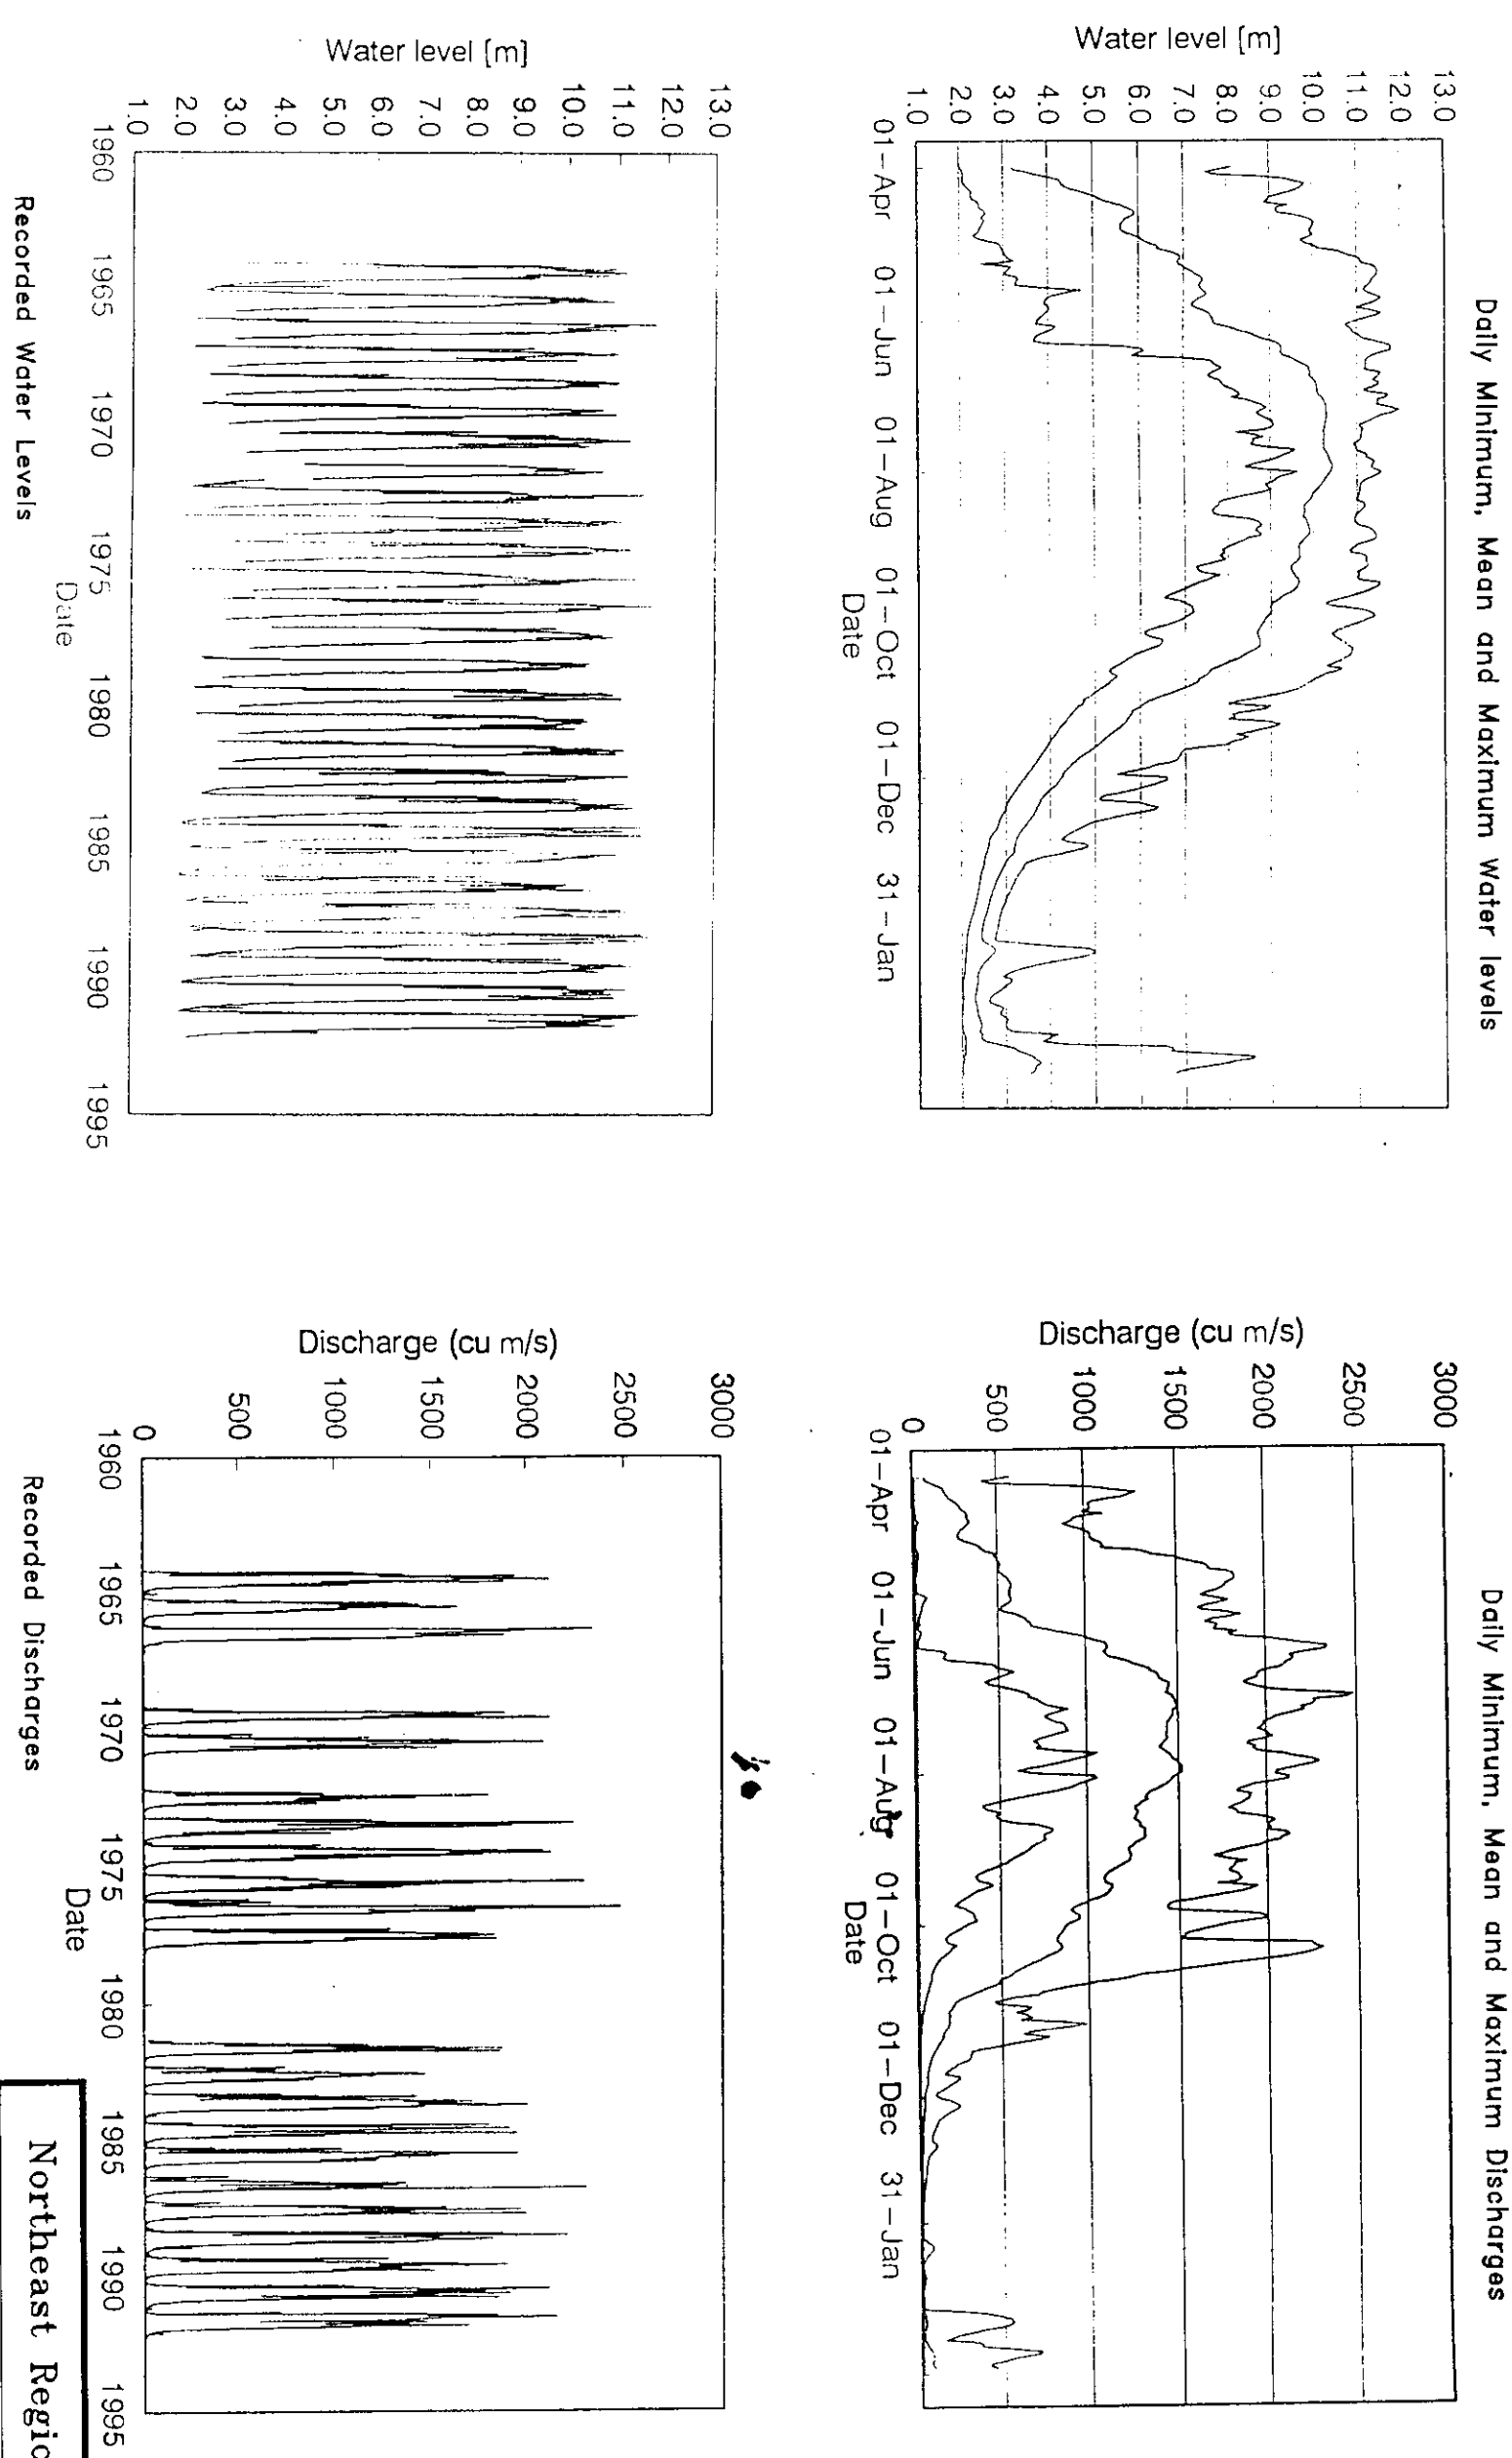 Daily Minimum, Mean and Maximum Water levels
Water level [m]
13.0
12.0
11.0
10.0
9.0
8.0
7.0
6.0
5.0
4.0
3.0
2.0
1.0
01-Apr 01-Jun 01-Aug 01-Oct 01-Dec 31-Jan
Date
Daily Minimum, Mean and Maximum Discharges
Discharge (cu m/s)
3000
2500
2000
1500
1000
500
0
01-Apr 01-Jun 01-Aug 01-Oct 01-Dec 31-Jan
Date
Water level [m]
13.0
12.0
11.0
10.0
9.0
8.0
7.0
6.0
5.0
4.0
3.0
2.0
1.0
1960 1965 1970 1975 1980 1985 1990 1995
Date
Recorded Water Levels
Discharge (cu m/s)
3000
2500
2000
1500
1000
500
0
1960 1965 1970 1975 1980 1985 1990 1995
Date
Recorded Discharges
Northeast Regic